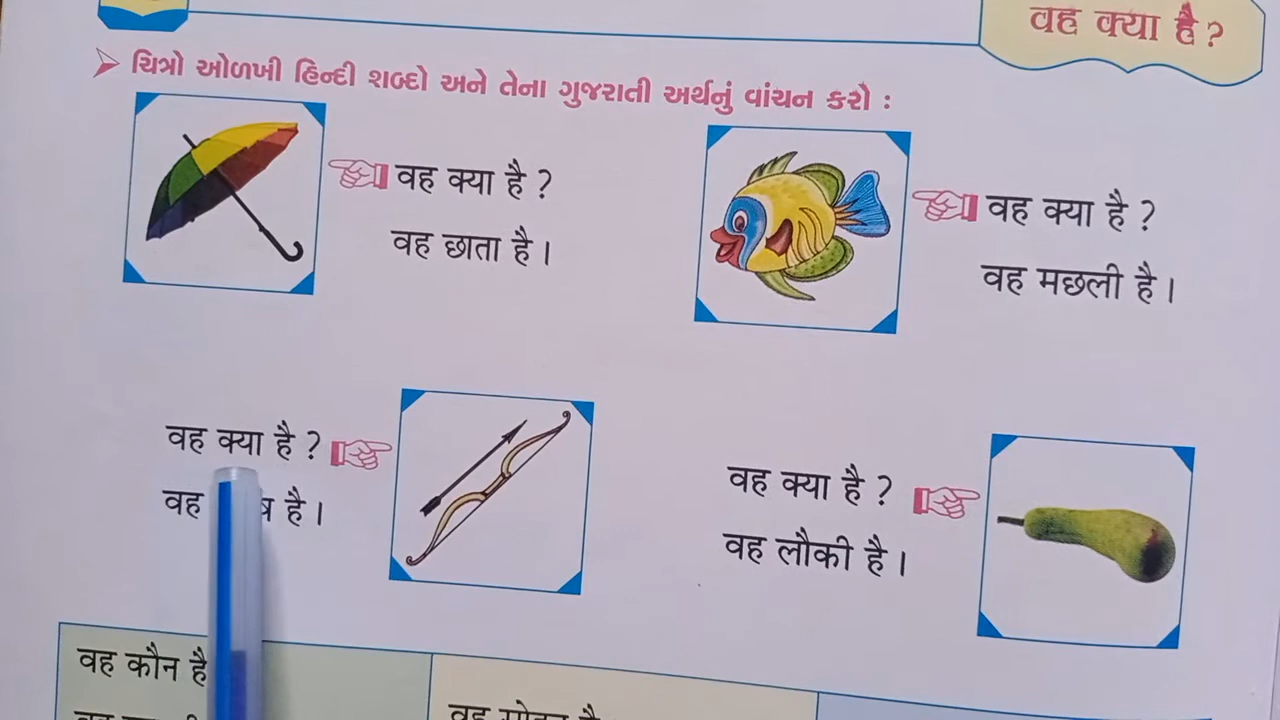 वह क्या है?
ચિત્રો ઓળખી હિન્દી શબ્દો અને તેના ગુજરાતી અર્થનું વાંચન કરો :
वह क्या है?
वह छाता है।
वह क्या है?
वह मछली है।
वह क्या है?
वह है।
वह क्या है?
वह लौकी है।
वह कौन है
वह